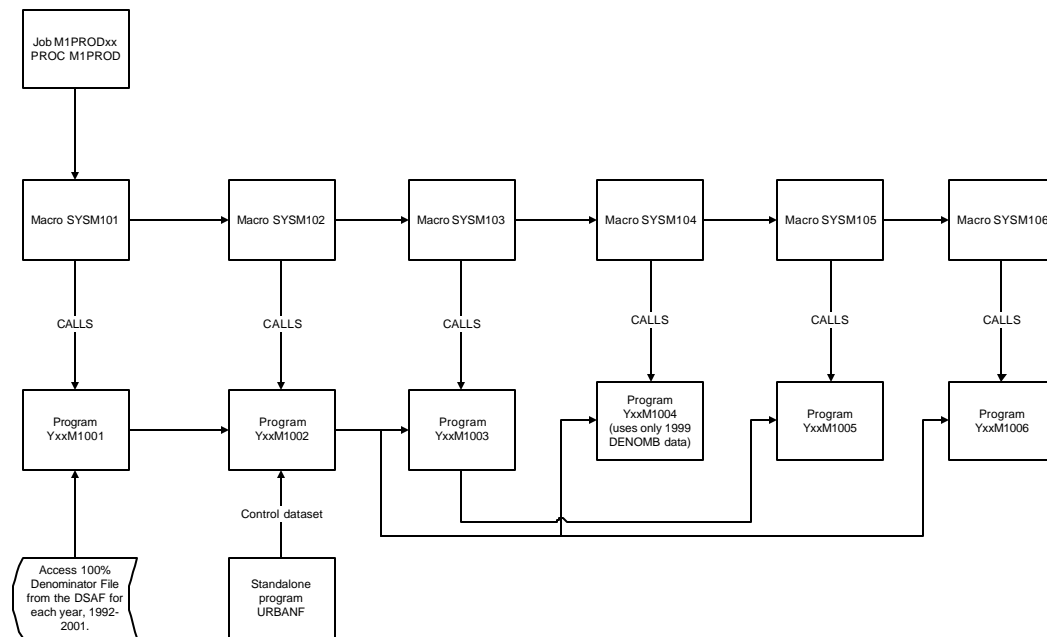 Job M1PRODxx
PROC M1PROD
Macro SYSM101
Macro SYSM102
Macro SYSM103
Macro SYSM104
Macro SYSM105
Macro SYSM106
CALLS
CALLS
CALLS
CALLS
CALLS
CALLS
Program
YxxM1001
Program
YxxM1002
Program
YxxM1003
Program
YxxM1004
(uses only 1999
DENOMB data)
Program
YxxM1005
Program
YxxM1006
Control dataset
Access 100%
Denominator File
from the DSAF for
each year, 1992-
2001.
Standalone
program
URBANF